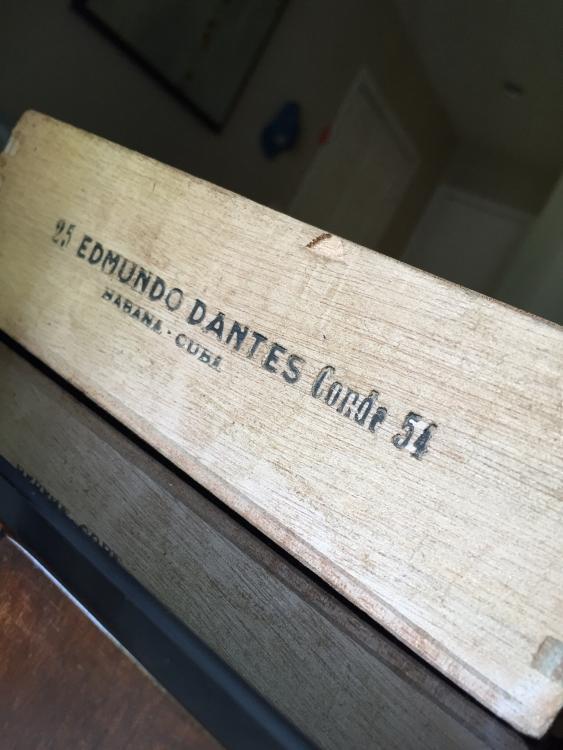 25 EDMUNDO DANTES Conde 54
HABANA - CUBA